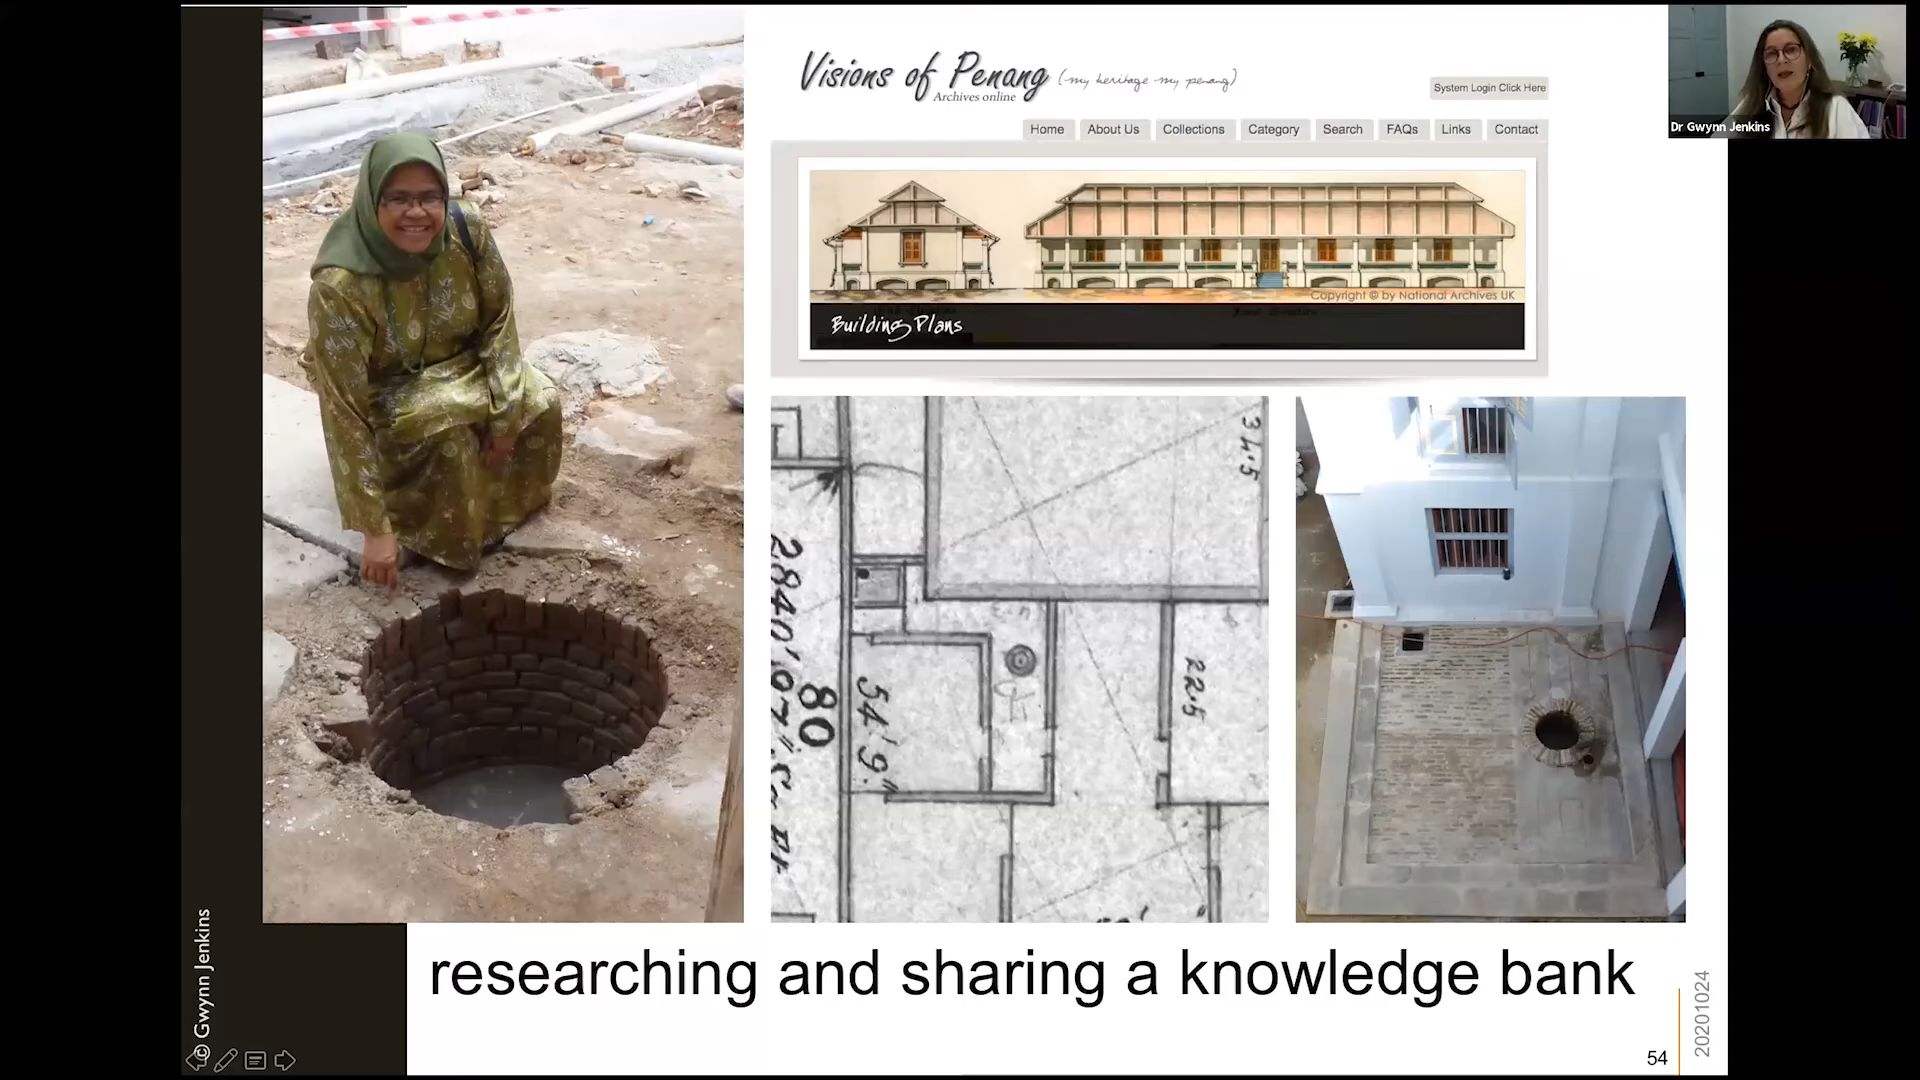 Visions of Penang (my heritage my penang)
Archives online
System Login Click Here
Home About Us Collections Category Search FAQs Links Contact
Copyright © by National Archives UK
Building Plans
34.5
80
54'9"
22.5
researching and sharing a knowledge bank
© Gwynn Jenkins
54
20201024
Dr Gwynn Jenkins